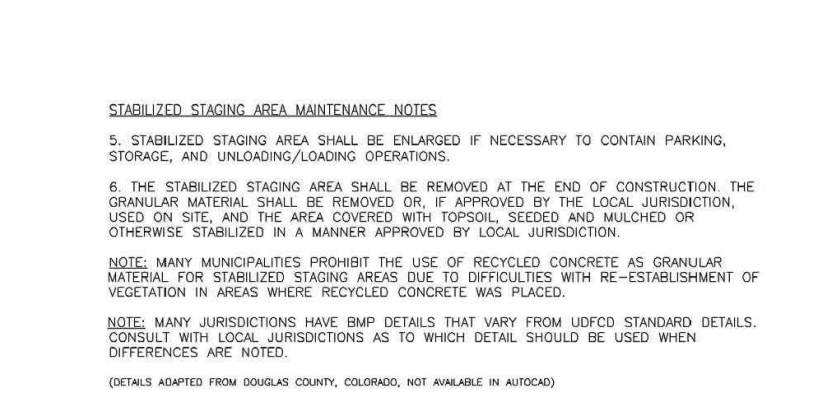 STABILIZED STAGING AREA MAINTENANCE NOTES
5. STABILIZED STAGING AREA SHALL BE ENLARGED IF NECESSARY TO CONTAIN PARKING,
STORAGE, AND UNLOADING/LOADING OPERATIONS.
6. THE STABILIZED STAGING AREA SHALL BE REMOVED AT THE END OF CONSTRUCTION. THE
GRANULAR MATERIAL SHALL BE REMOVED OR, IF APPROVED BY THE LOCAL JURISDICTION,
USED ON SITE, AND THE AREA COVERED WITH TOPSOIL, SEEDED AND MULCHED OR
OTHERWISE STABILIZED IN A MANNER APPROVED BY LOCAL JURISDICTION.
NOTE: MANY MUNICIPALITIES PROHIBIT THE USE OF RECYCLED CONCRETE AS GRANULAR
MATERIAL FOR STABILIZED STAGING AREAS DUE TO DIFFICULTIES WITH RE-ESTABLISHMENT OF
VEGETATION IN AREAS WHERE RECYCLED CONCRETE WAS PLACED.
NOTE: MANY JURISDICTIONS HAVE BMP DETAILS THAT VARY FROM UDFCD STANDARD DETAILS.
CONSULT WITH LOCAL JURISDICTIONS AS TO WHICH DETAIL SHOULD BE USED WHEN
DIFFERENCES ARE NOTED.
(DETAILS ADAPTED FROM DOUGLAS COUNTY, COLORADO, NOT AVAILABLE IN AUTOCAD)